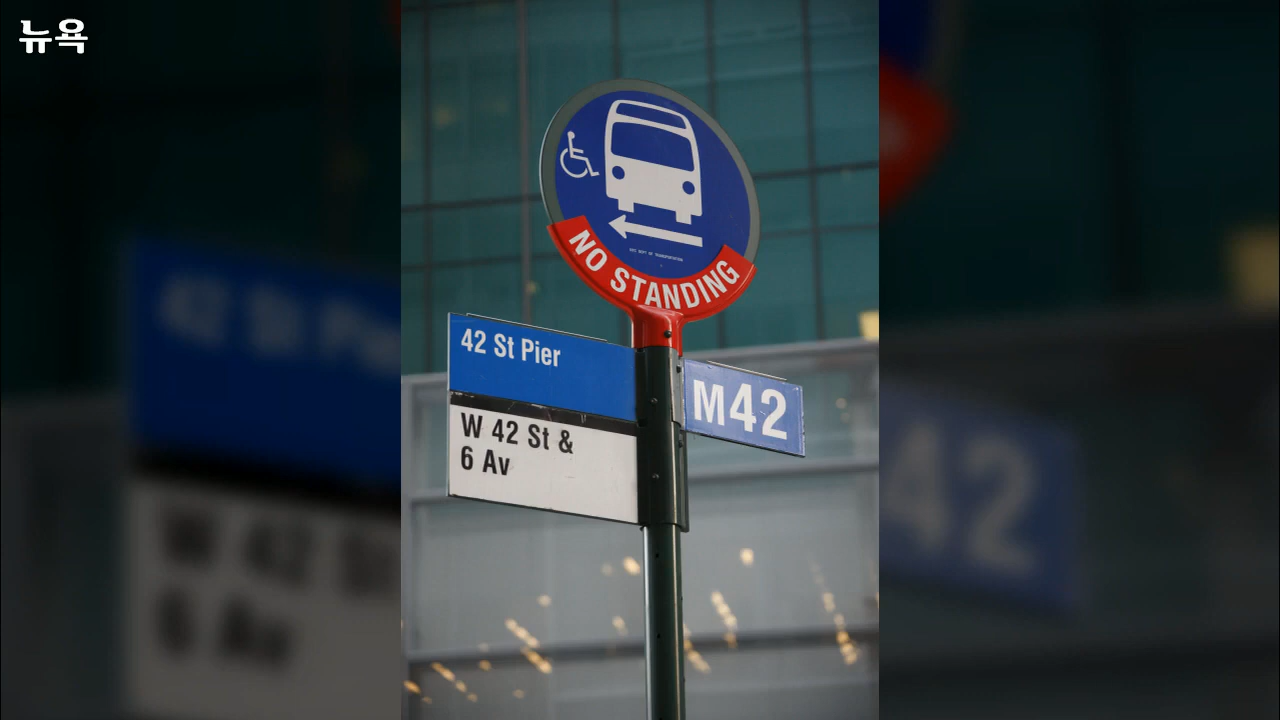 뉴욕
NO STANDING
42 St Pier
M42
W 42 St &
6 Av